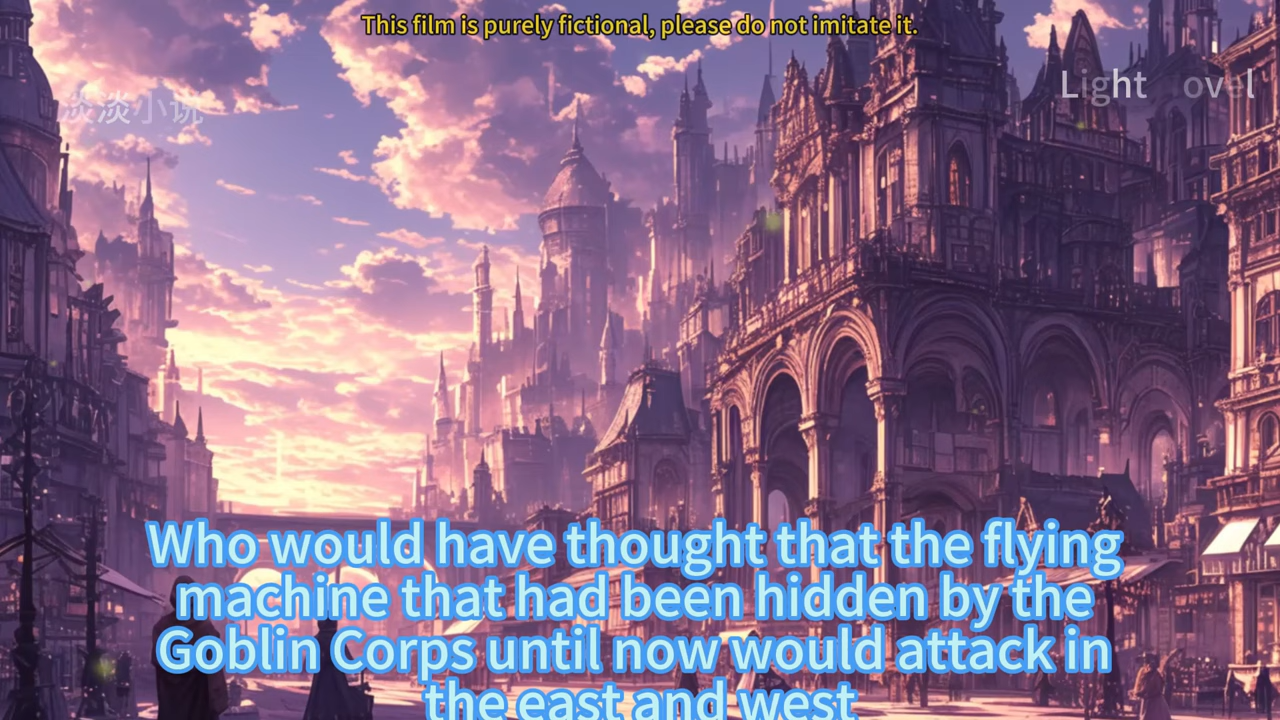 This film is purely fictional, please do not imitate it.
淡淡小说
Light ovel
Who would have thought that the flying
machine that had been hidden by the
Goblin Corps until now would attack in
the east and west